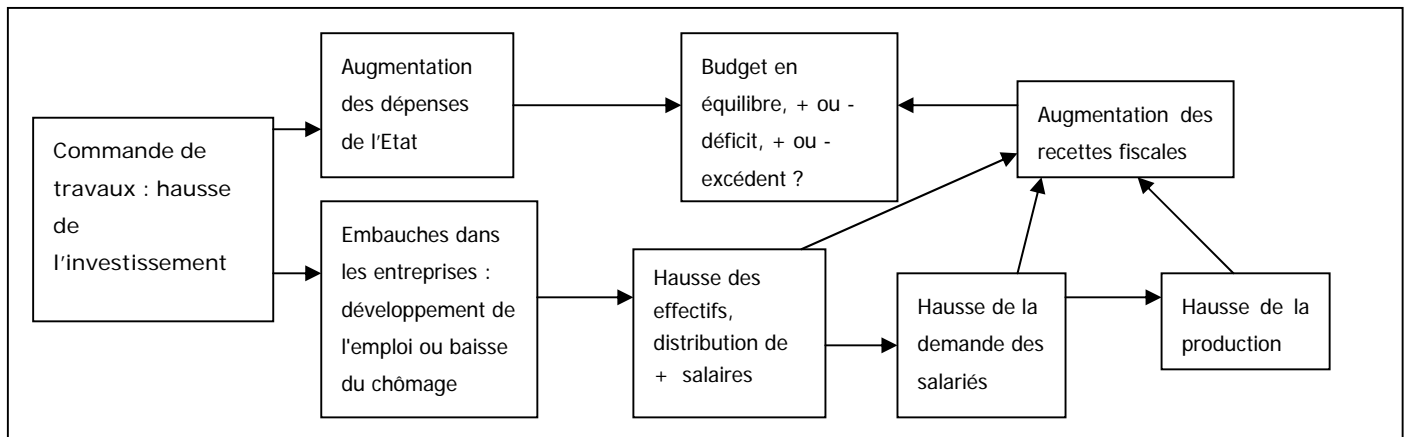 Commande de
travaux : hausse
de
l'investissement
Augmentation
des dépenses
de l'Etat
Embauches dans
les entreprises :
développement de
l'emploi ou baisse
du chômage
Budget en
équilibre, + ou -
déficit, + ou -
excédent ?
Hausse des
effectifs,
distribution de
+ salaires
Augmentation des
recettes fiscales
Hausse de la
demande des
salariés
Hausse de la
production